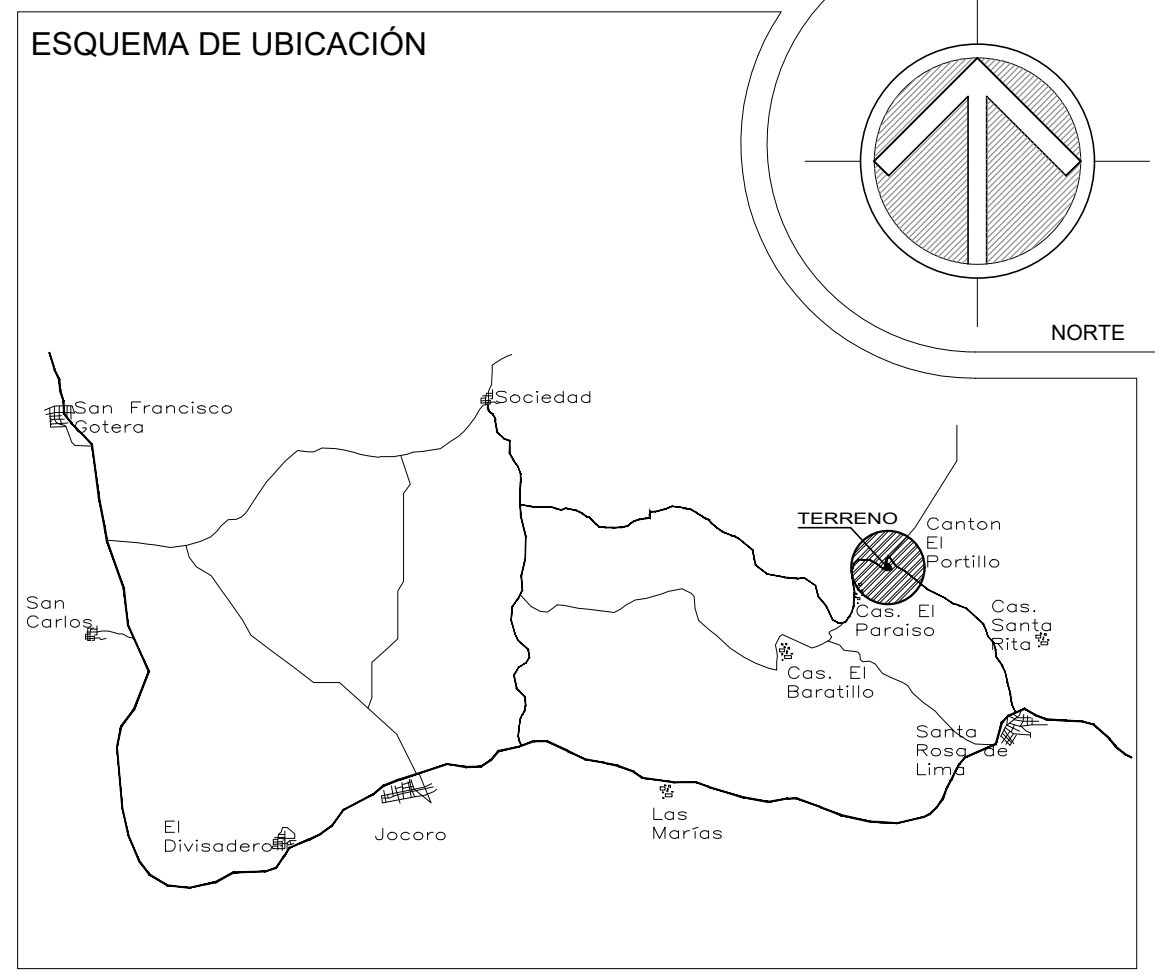 ESQUEMA DE UBICACIÓN
NORTE
San Francisco
Gotera
Sociedad
TERRENO
Canton
El
Portillo
San
Carlos
Cas. El
Paraiso
Cas.
Santa
Rita
Cas. El
Baratillo
Santa
Rosa de
Lima
El
Divisadero
Jocoro
Las
Marías